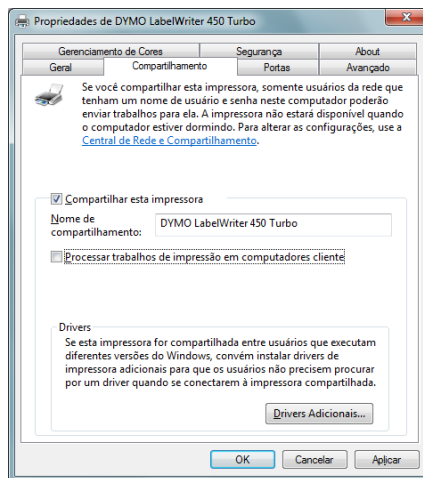 Propriedades de DYMO LabelWriter 450 Turbo
Gerenciamento de Cores
Segurança
About
Geral
Compartilhamento
Portas
Avançado
Se você compartilhar esta impressora, somente usuários da rede que
tenham um nome de usuário e senha neste computador poderão
enviar trabalhos para ela. A impressora não estará disponível quando
o computador estiver dormindo. Para alterar as configurações, use a
Central de Rede e Compartilhamento.
Compartilhar esta impressora
Nome de
compartilhamento:
DYMO LabelWriter 450 Turbo
Processar trabalhos de impressão em computadores cliente
Drivers
Se esta impressora for compartilhada entre usuários que executam
diferentes versões do Windows, convém instalar drivers de
impressora adicionais para que os usuários não precisem procurar
por um driver quando se conectarem à impressora compartilhada.
Drivers Adicionais...
OK
Cancelar
Aplicar